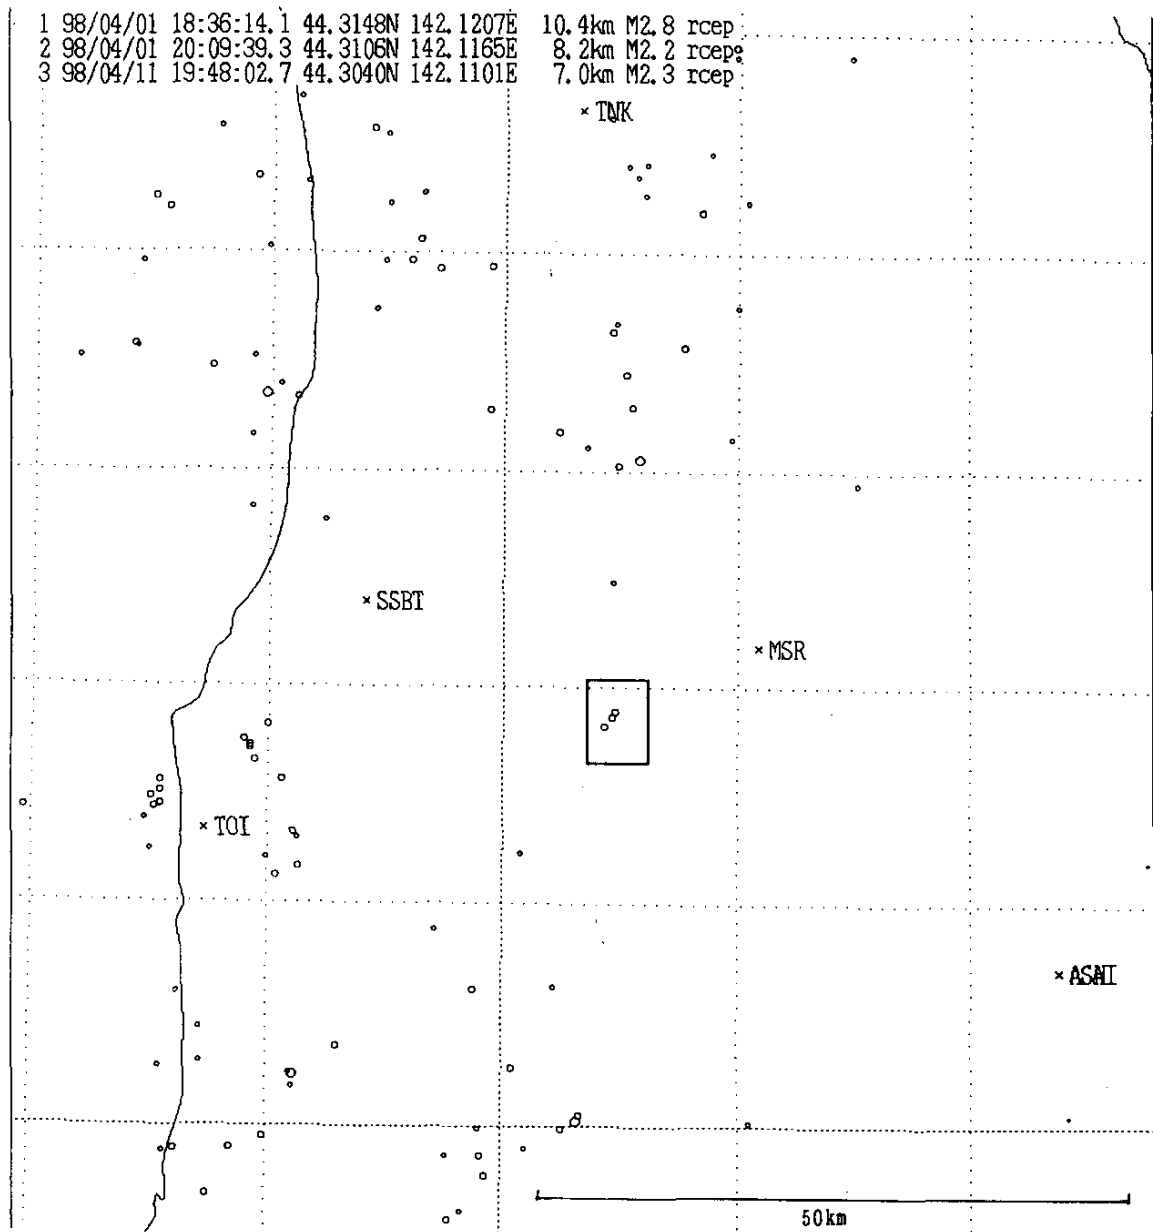 1 98/04/01 18:36:14.1 44.3148N 142.1207E 10.4km M2.8 rcep
2 98/04/01 20:09:39.3 44.3106N 142.1165E 8.2km M2.2 rcep
3 98/04/11 19:48:02.7 44.3040N 142.1101E 7.0km M2.3 rcep
× TNK
× SSBT
× MSR
× TOI
× ASAI
50km